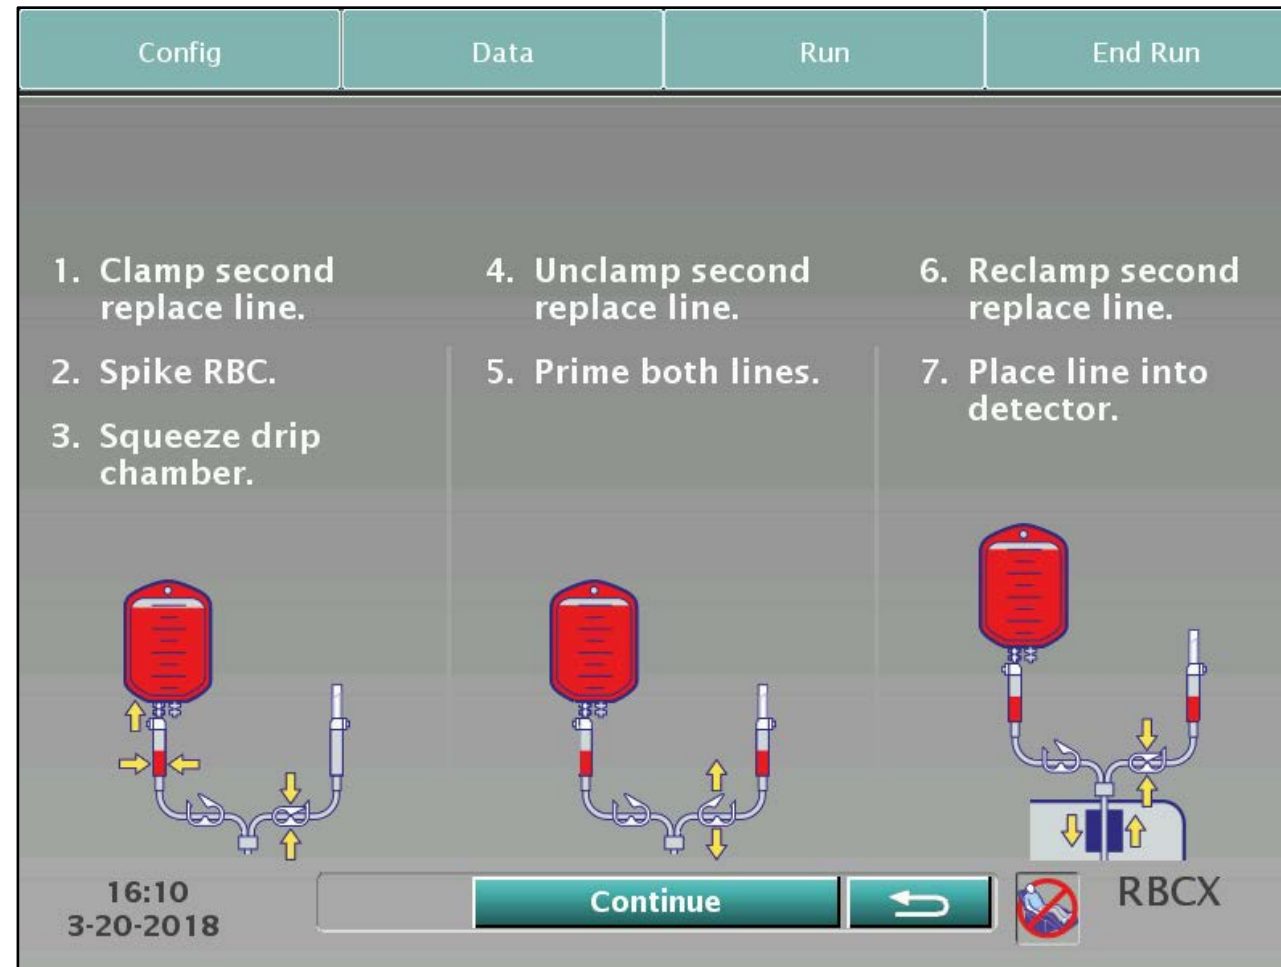 Config
Data
Run
End Run
1. Clamp second
replace line.
2. Spike RBC.
3. Squeeze drip
chamber.
4. Unclamp second
replace line.
5. Prime both lines.
6. Reclamp second
replace line.
7. Place line into
detector.
16:10
3-20-2018
Continue
RBCX